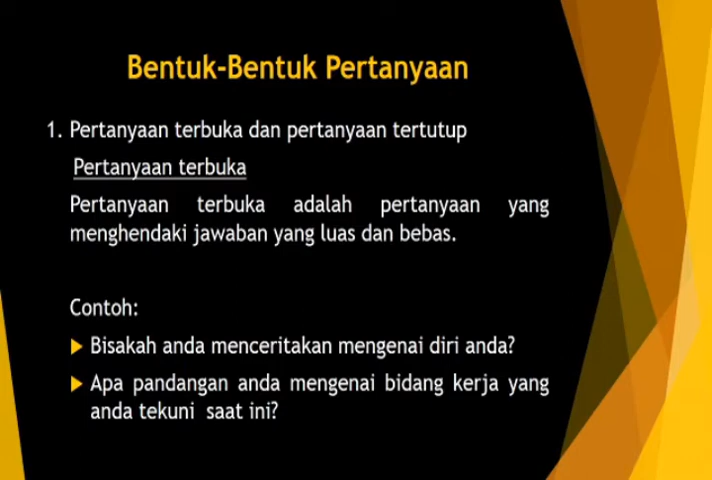 Bentuk-Bentuk Pertanyaan
1. Pertanyaan terbuka dan pertanyaan tertutup
Pertanyaan terbuka
Pertanyaan terbuka adalah pertanyaan yang
menghendaki jawaban yang luas dan bebas.
Contoh:
Bisakah anda menceritakan mengenai diri anda?
Apa pandangan anda mengenai bidang kerja yang
anda tekuni saat ini?